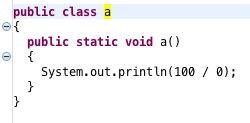 public class a
{
  public static void a()
  {
    System.out.println(100 / 0);
  }
}